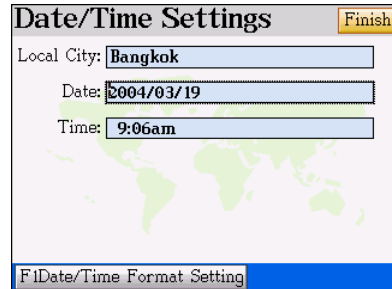 Date/Time Settings
Finish
Local City: Bangkok
Date: 2004/03/19
Time: 9:06am
F1Date/Time Format Setting